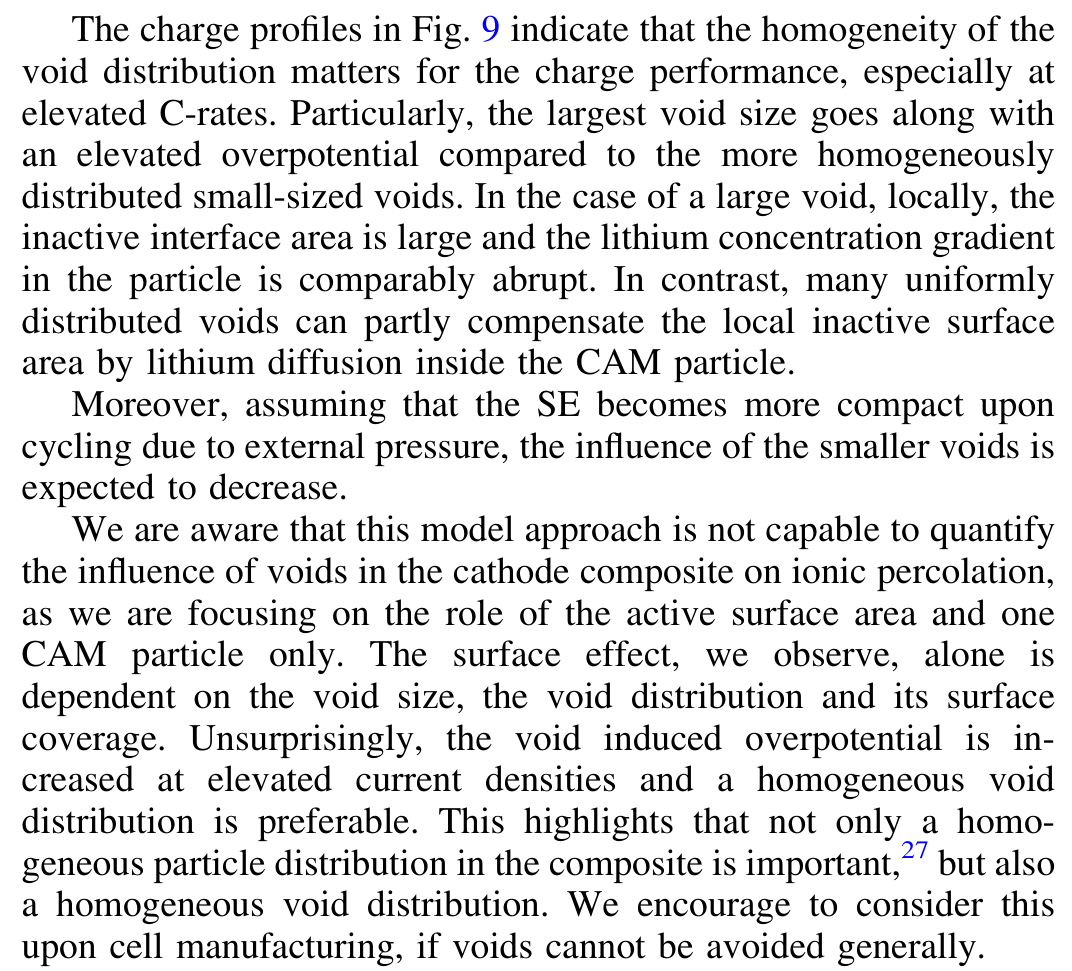 The charge profiles in Fig. 9 indicate that the homogeneity of the
void distribution matters for the charge performance, especially at
elevated C-rates. Particularly, the largest void size goes along with
an elevated overpotential compared to the more homogeneously
distributed small-sized voids. In the case of a large void, locally, the
inactive interface area is large and the lithium concentration gradient
in the particle is comparably abrupt. In contrast, many uniformly
distributed voids can partly compensate the local inactive surface
area by lithium diffusion inside the CAM particle.
Moreover, assuming that the SE becomes more compact upon
cycling due to external pressure, the influence of the smaller voids is
expected to decrease.
We are aware that this model approach is not capable to quantify
the influence of voids in the cathode composite on ionic percolation,
as we are focusing on the role of the active surface area and one
CAM particle only. The surface effect, we observe, alone is
dependent on the void size, the void distribution and its surface
coverage. Unsurprisingly, the void induced overpotential is in-
creased at elevated current densities and a homogeneous void
distribution is preferable. This highlights that not only a homo-
geneous particle distribution in the composite is important,27 but also
a homogeneous void distribution. We encourage to consider this
upon cell manufacturing, if voids cannot be avoided generally.